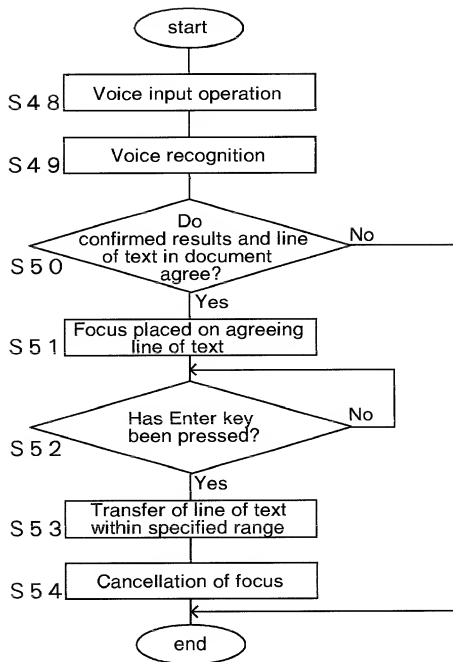 start
S48 Voice input operation
S49 Voice recognition
Do
confirmed results and line
of text in document
agree?
No
S50
Yes
S51 Focus placed on agreeing
line of text
Has Enter key
been pressed?
No
S52
Yes
S53 Transfer of line of text
within specified range
S54 Cancellation of focus
end